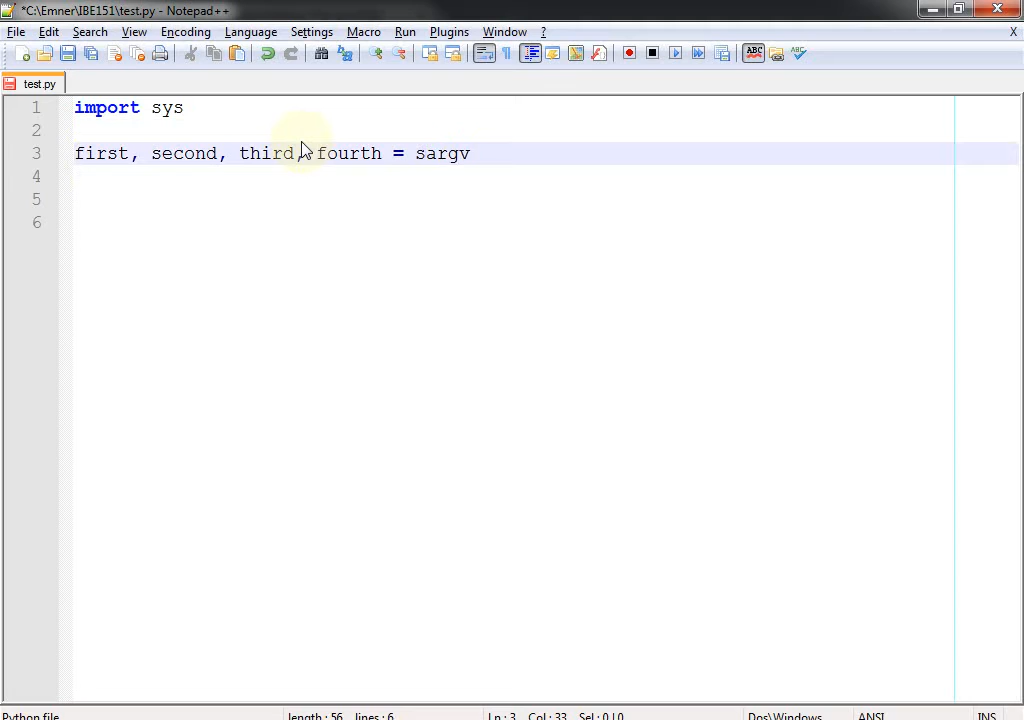 *C:\Emner\IBE151\test.py - Notepad++
File Edit Search View Encoding Language Settings Macro Run Plugins Window ? X
ABC ABC
test.py
1 import sys
2
3 first, second, third, fourth = sargv
4
5
6
Python file length : 56 lines : 6 Ln : 3 Col : 33 Sel : 0 | 0 Dos\Windows ANSI INS